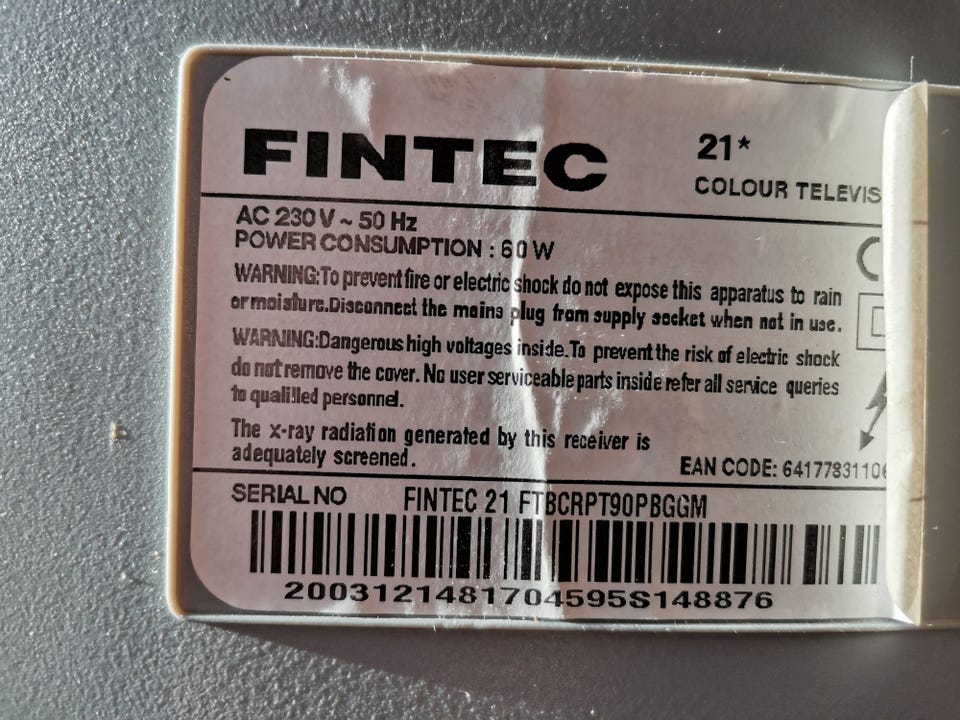 FINTEC
21*
COLOUR TELEVIS
AC 230 V ~ 50 Hz
POWER CONSUMPTION : 60 W
WARNING:To prevent fire or electric shock do not expose this apparatus to rain
or moisture.Disconnect the mains plug from supply socket when not in use.
WARNING:Dangerous high voltages inside.To prevent the risk of electric shock
do not remove the cover. No user serviceable parts inside refer all service queries
to qualified personnel.
The x-ray radiation generated by this receiver is
adequately screened.
EAN CODE: 64177831106
SERIAL NO
FINTEC 21 FTBCRPT90PBGGM
2003121481704595S148876